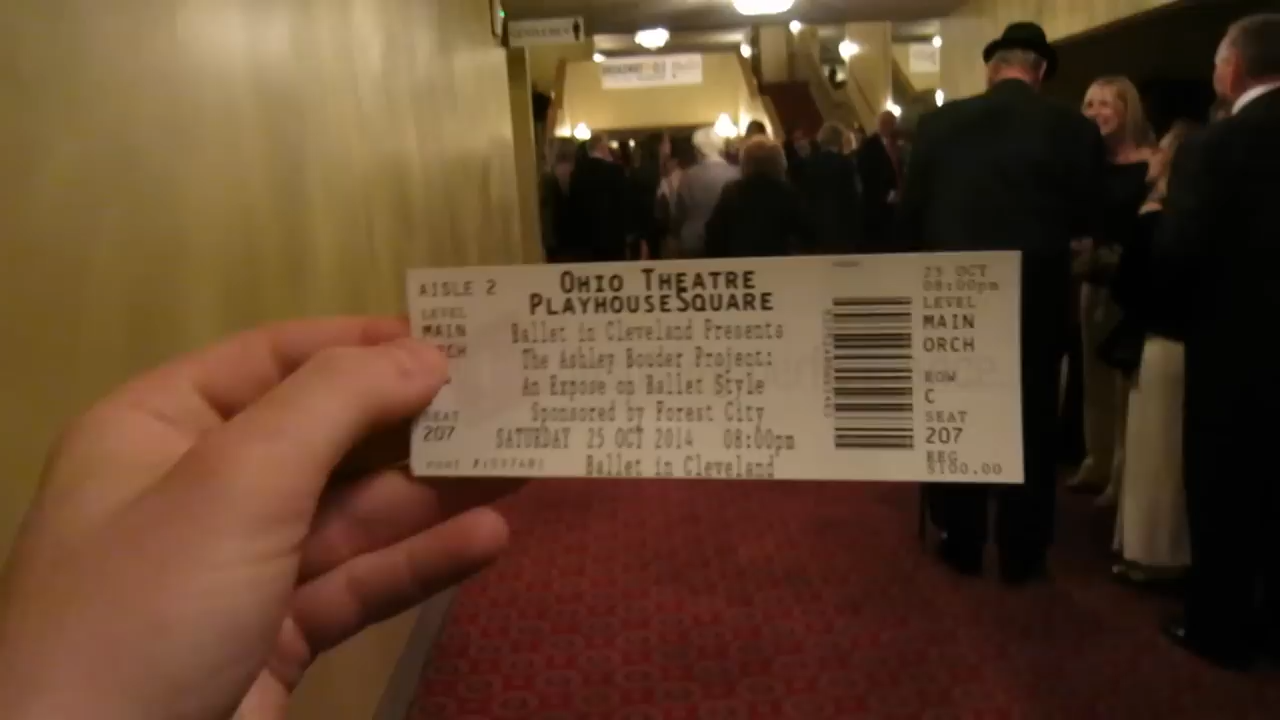 AISLE 2
LEVEL
MAIN
SEAT
207
OHIO THEATRE
PLAYHOUSESQUARE
Ballet in Cleveland Presents
The Ashley Bouder Project:
An Expose on Ballet Style
Sponsored by Forest City
SATURDAY 25 OCT 2014 08:00pm
Ballet in Cleveland
25 OCT
08:00pm
LEVEL
MAIN
ORCH
ROW
C
SEAT
207
REG
$100.00